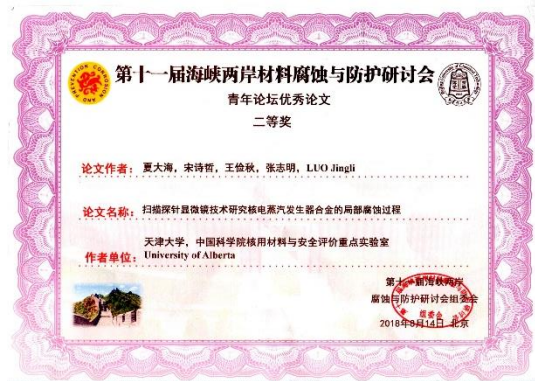 第十一届海峡两岸材料腐蚀与防护研讨会
青年论坛优秀论文
二等奖
论文作者：夏大海，宋诗哲，王俭秋，张志明，LUO Jingli
论文名称：扫描探针显微镜技术研究核电蒸汽发生器合金的局部腐蚀过程
作者单位：天津大学，中国科学院核用材料与安全评价重点实验室
University of Alberta
第十一届海峡两岸
腐蚀与防护研讨会组委会
2018年8月14日 北京
组委会